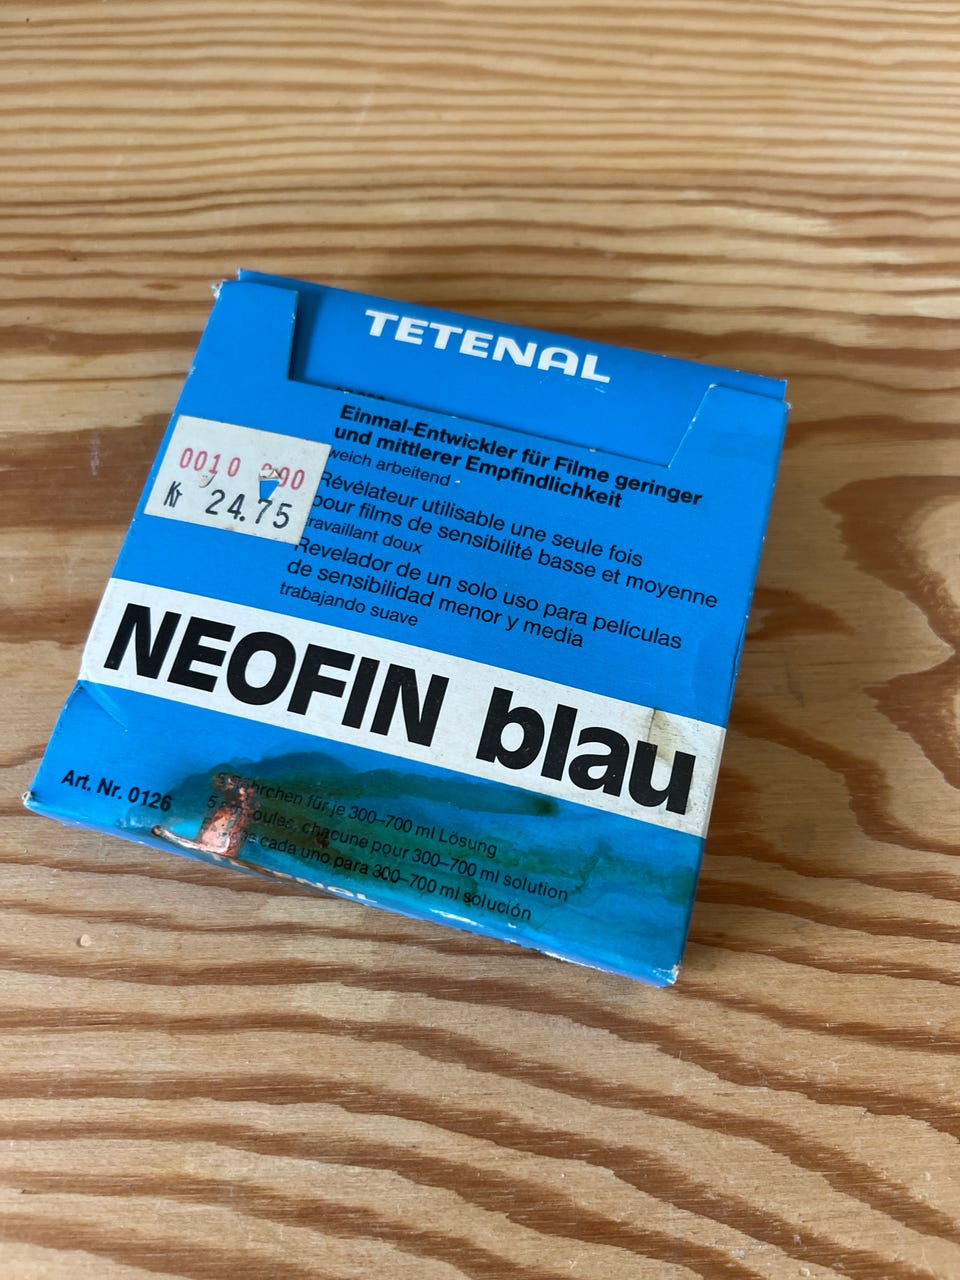 TETENAL
Einmal-Entwickler für Filme geringer
und mittlerer Empfindlichkeit
weich arbeitend
Révélateur utilisable une seule fois
pour films de sensibilité basse et moyenne
travaillant doux
Revelador de un solo uso para películas
de sensibilidad menor y media
trabajando suave
0010 90
Kr 24.75
NEOFIN blau
Art. Nr. 0126
für je 300–700 ml Lösung
5 chacune pour 300–700 ml solution
cada uno para 300–700 ml solución